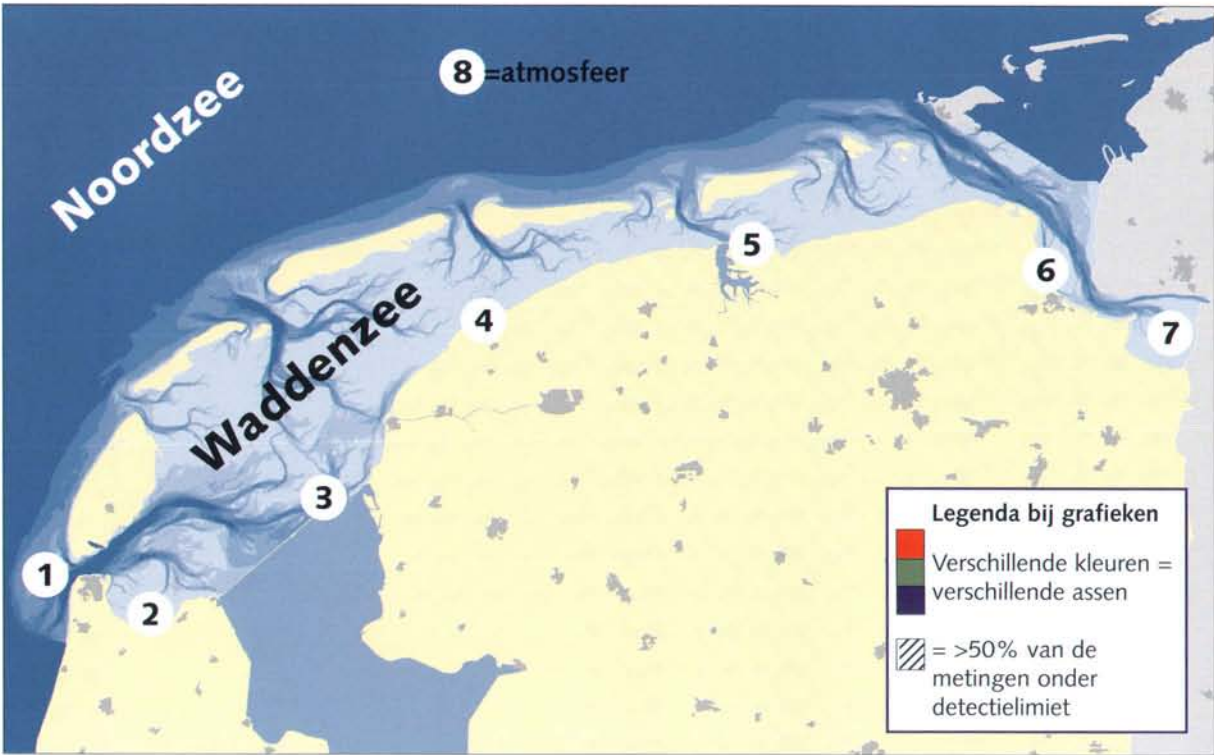 8 =atmosfeer
Noordzee
Waddenzee
5
6
4
7
3
1
2
Legenda bij grafieken
Verschillende kleuren =
verschillende assen
= >50% van de
metingen onder
detectielimiet